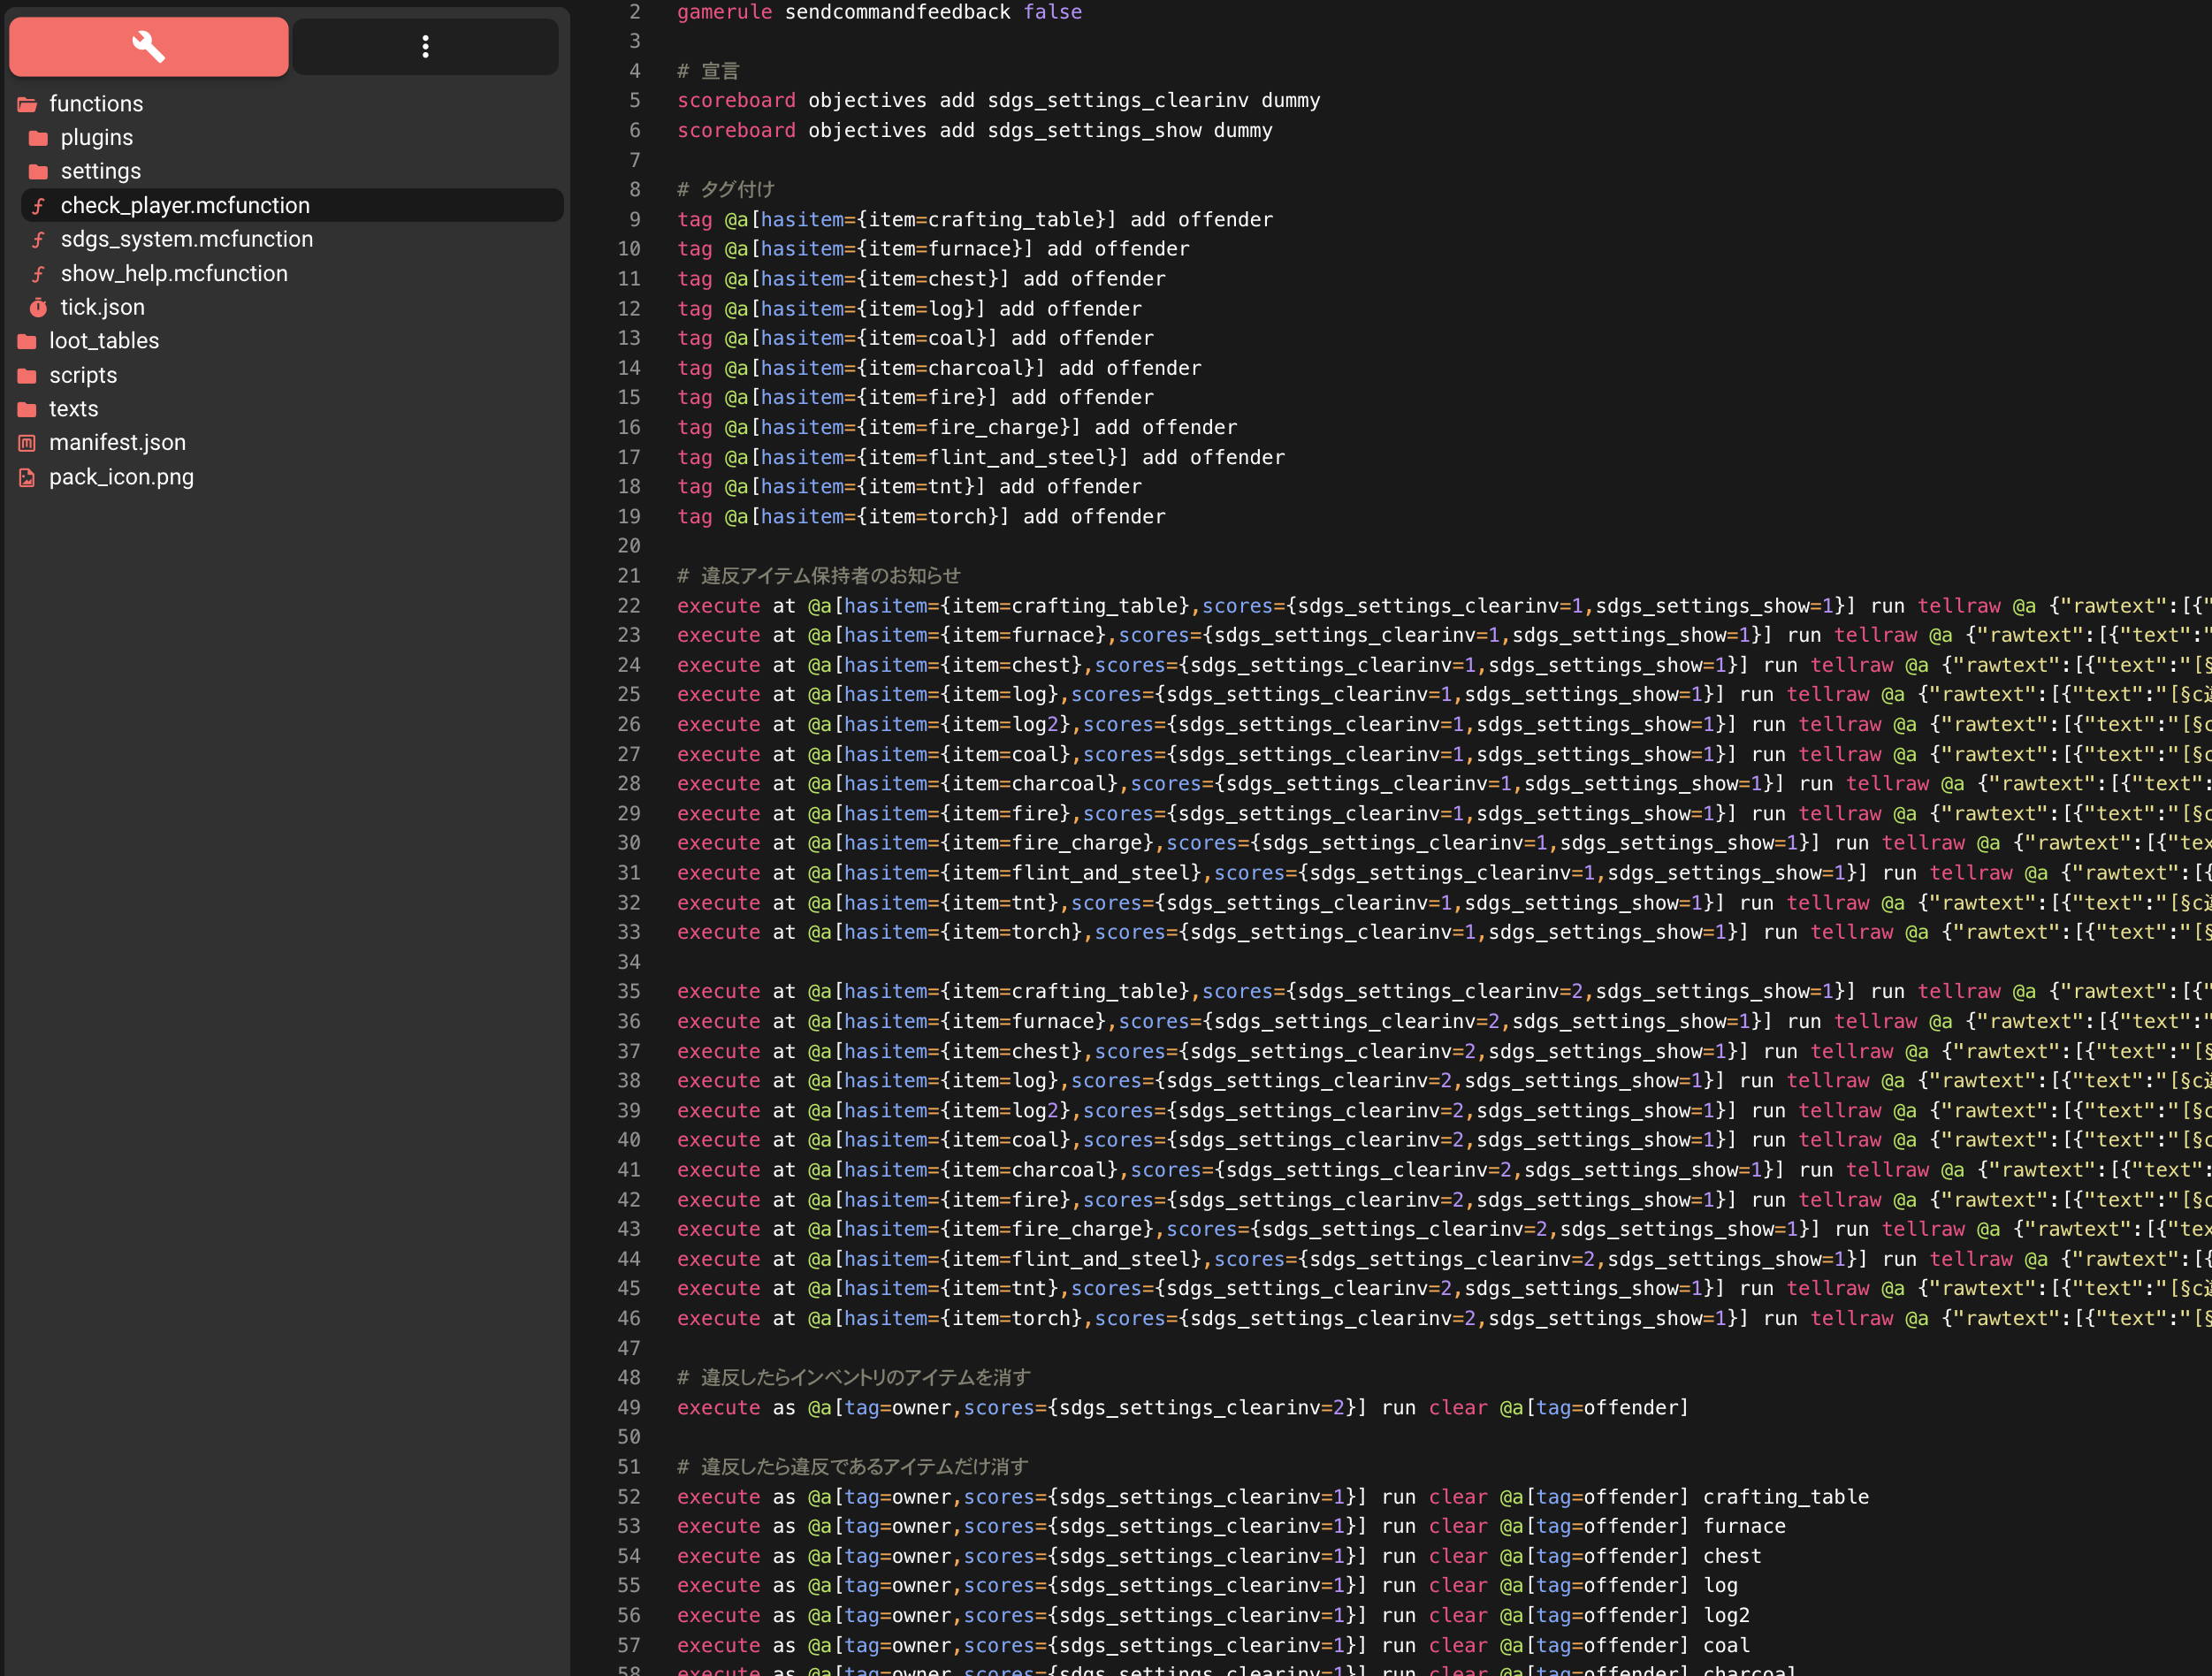 functions
plugins
settings
check_player.mcfunction
sdgs_system.mcfunction
show_help.mcfunction
tick.json
loot_tables
scripts
texts
manifest.json
pack_icon.png
2 gamerule sendcommandfeedback false
3
4 # 宣言
5 scoreboard objectives add sdgs_settings_clearinv dummy
6 scoreboard objectives add sdgs_settings_show dummy
7
8 # タグ付け
9 tag @a[hasitem={item=crafting_table}] add offender
10 tag @a[hasitem={item=furnace}] add offender
11 tag @a[hasitem={item=chest}] add offender
12 tag @a[hasitem={item=log}] add offender
13 tag @a[hasitem={item=coal}] add offender
14 tag @a[hasitem={item=charcoal}] add offender
15 tag @a[hasitem={item=fire}] add offender
16 tag @a[hasitem={item=fire_charge}] add offender
17 tag @a[hasitem={item=flint_and_steel}] add offender
18 tag @a[hasitem={item=tnt}] add offender
19 tag @a[hasitem={item=torch}] add offender
20
21 # 違反アイテム保持者のお知らせ
22 execute at @a[hasitem={item=crafting_table},scores={sdgs_settings_clearinv=1,sdgs_settings_show=1}] run tellraw @a {"rawtext":[{"
23 execute at @a[hasitem={item=furnace},scores={sdgs_settings_clearinv=1,sdgs_settings_show=1}] run tellraw @a {"rawtext":[{"text":"
24 execute at @a[hasitem={item=chest},scores={sdgs_settings_clearinv=1,sdgs_settings_show=1}] run tellraw @a {"rawtext":[{"text":"[§
25 execute at @a[hasitem={item=log},scores={sdgs_settings_clearinv=1,sdgs_settings_show=1}] run tellraw @a {"rawtext":[{"text":"[§c
26 execute at @a[hasitem={item=log2},scores={sdgs_settings_clearinv=1,sdgs_settings_show=1}] run tellraw @a {"rawtext":[{"text":"[§c
27 execute at @a[hasitem={item=coal},scores={sdgs_settings_clearinv=1,sdgs_settings_show=1}] run tellraw @a {"rawtext":[{"text":"[§c
28 execute at @a[hasitem={item=charcoal},scores={sdgs_settings_clearinv=1,sdgs_settings_show=1}] run tellraw @a {"rawtext":[{"text":
29 execute at @a[hasitem={item=fire},scores={sdgs_settings_clearinv=1,sdgs_settings_show=1}] run tellraw @a {"rawtext":[{"text":"[§c
30 execute at @a[hasitem={item=fire_charge},scores={sdgs_settings_clearinv=1,sdgs_settings_show=1}] run tellraw @a {"rawtext":[{"tex
31 execute at @a[hasitem={item=flint_and_steel},scores={sdgs_settings_clearinv=1,sdgs_settings_show=1}] run tellraw @a {"rawtext":[{
32 execute at @a[hasitem={item=tnt},scores={sdgs_settings_clearinv=1,sdgs_settings_show=1}] run tellraw @a {"rawtext":[{"text":"[§c
33 execute at @a[hasitem={item=torch},scores={sdgs_settings_clearinv=1,sdgs_settings_show=1}] run tellraw @a {"rawtext":[{"text":"[§
34
35 execute at @a[hasitem={item=crafting_table},scores={sdgs_settings_clearinv=2,sdgs_settings_show=1}] run tellraw @a {"rawtext":[{"
36 execute at @a[hasitem={item=furnace},scores={sdgs_settings_clearinv=2,sdgs_settings_show=1}] run tellraw @a {"rawtext":[{"text":"
37 execute at @a[hasitem={item=chest},scores={sdgs_settings_clearinv=2,sdgs_settings_show=1}] run tellraw @a {"rawtext":[{"text":"[§
38 execute at @a[hasitem={item=log},scores={sdgs_settings_clearinv=2,sdgs_settings_show=1}] run tellraw @a {"rawtext":[{"text":"[§c
39 execute at @a[hasitem={item=log2},scores={sdgs_settings_clearinv=2,sdgs_settings_show=1}] run tellraw @a {"rawtext":[{"text":"[§c
40 execute at @a[hasitem={item=coal},scores={sdgs_settings_clearinv=2,sdgs_settings_show=1}] run tellraw @a {"rawtext":[{"text":"[§c
41 execute at @a[hasitem={item=charcoal},scores={sdgs_settings_clearinv=2,sdgs_settings_show=1}] run tellraw @a {"rawtext":[{"text":
42 execute at @a[hasitem={item=fire},scores={sdgs_settings_clearinv=2,sdgs_settings_show=1}] run tellraw @a {"rawtext":[{"text":"[§c
43 execute at @a[hasitem={item=fire_charge},scores={sdgs_settings_clearinv=2,sdgs_settings_show=1}] run tellraw @a {"rawtext":[{"tex
44 execute at @a[hasitem={item=flint_and_steel},scores={sdgs_settings_clearinv=2,sdgs_settings_show=1}] run tellraw @a {"rawtext":[{
45 execute at @a[hasitem={item=tnt},scores={sdgs_settings_clearinv=2,sdgs_settings_show=1}] run tellraw @a {"rawtext":[{"text":"[§c
46 execute at @a[hasitem={item=torch},scores={sdgs_settings_clearinv=2,sdgs_settings_show=1}] run tellraw @a {"rawtext":[{"text":"[§
47
48 # 違反したらインベントリのアイテムを消す
49 execute as @a[tag=owner,scores={sdgs_settings_clearinv=2}] run clear @a[tag=offender]
50
51 # 違反したら違反であるアイテムだけ消す
52 execute as @a[tag=owner,scores={sdgs_settings_clearinv=1}] run clear @a[tag=offender] crafting_table
53 execute as @a[tag=owner,scores={sdgs_settings_clearinv=1}] run clear @a[tag=offender] furnace
54 execute as @a[tag=owner,scores={sdgs_settings_clearinv=1}] run clear @a[tag=offender] chest
55 execute as @a[tag=owner,scores={sdgs_settings_clearinv=1}] run clear @a[tag=offender] log
56 execute as @a[tag=owner,scores={sdgs_settings_clearinv=1}] run clear @a[tag=offender] log2
57 execute as @a[tag=owner,scores={sdgs_settings_clearinv=1}] run clear @a[tag=offender] coal
58 execute as @a[tag=owner,scores={sdgs_settings_clearinv=1}] run clear @a[tag=offender] charcoal